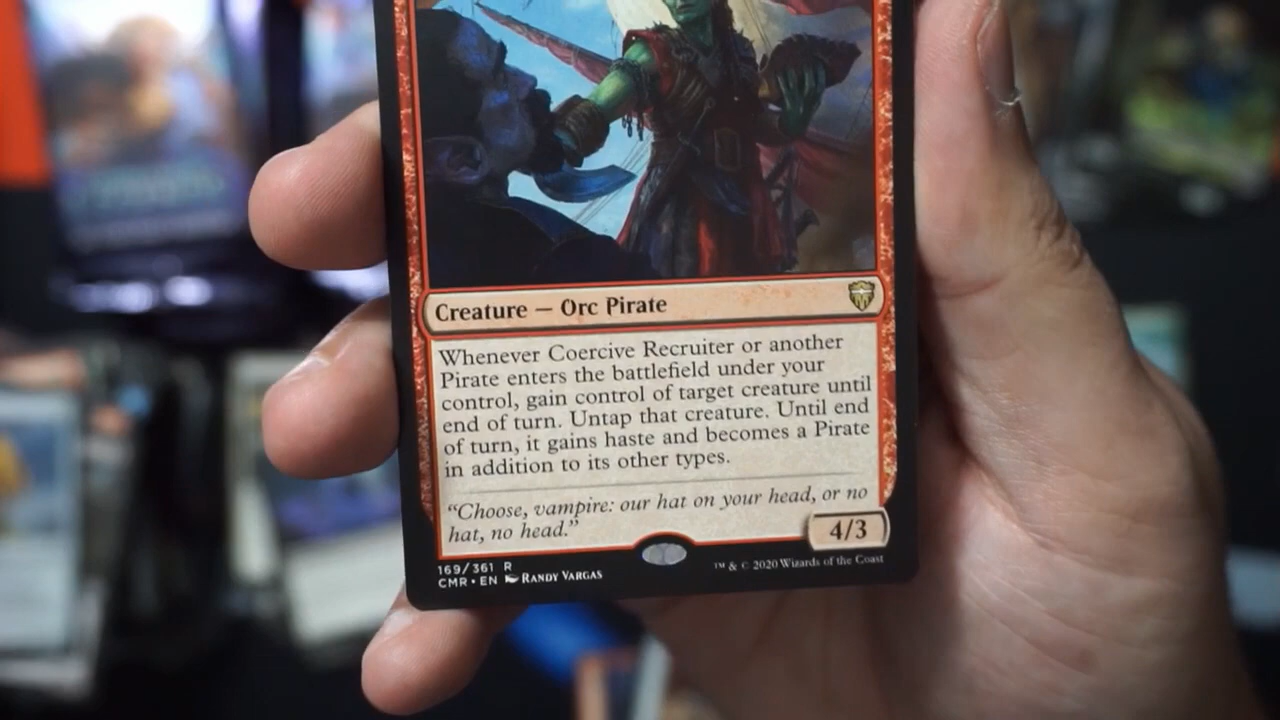 Creature — Orc Pirate
Whenever Coercive Recruiter or another
Pirate enters the battlefield under your
control, gain control of target creature until
end of turn. Untap that creature. Until end
of turn, it gains haste and becomes a Pirate
in addition to its other types.
“Choose, vampire: our hat on your head, or no
hat, no head.”
4/3
169/361 R
CMR • EN RANDY VARGAS
™ & © 2020 Wizards of the Coast